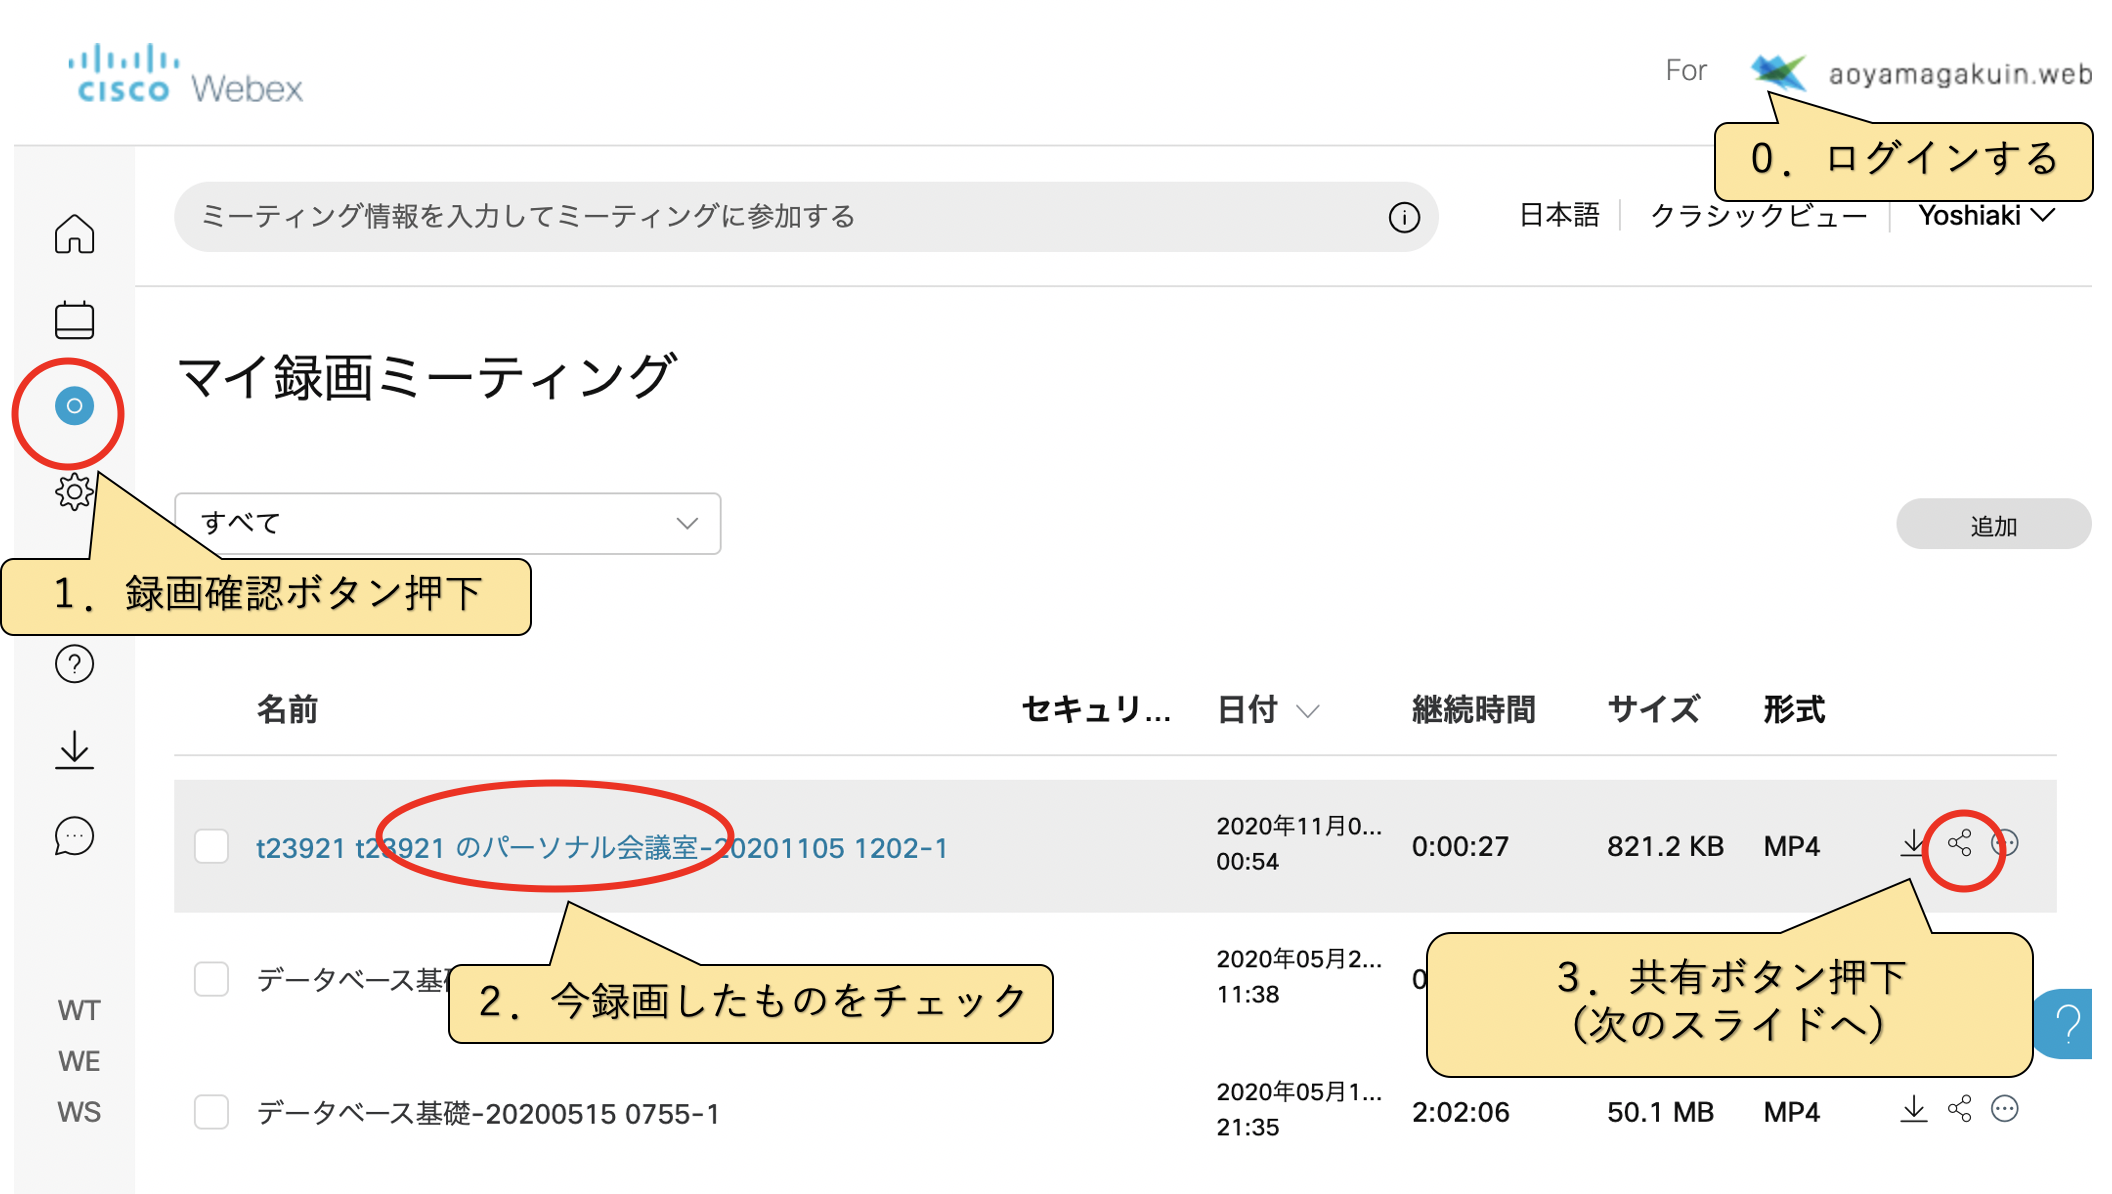 cisco Webex
For aoyamagakuin.web
0．ログインする
ミーティング情報を入力してミーティングに参加する
日本語 クラシックビュー Yoshiaki
マイ録画ミーティング
すべて
追加
1．録画確認ボタン押下
名前 セキュリ... 日付 継続時間 サイズ 形式
t23921 t23921 のパーソナル会議室-20201105 1202-1 2020年11月0... 0:00:27 821.2 KB MP4
00:54
データベース基 2020年05月2...
11:38
2．今録画したものをチェック
3．共有ボタン押下
（次のスライドへ）
データベース基礎-20200515 0755-1 2020年05月1... 2:02:06 50.1 MB MP4
21:35
WT
WE
WS